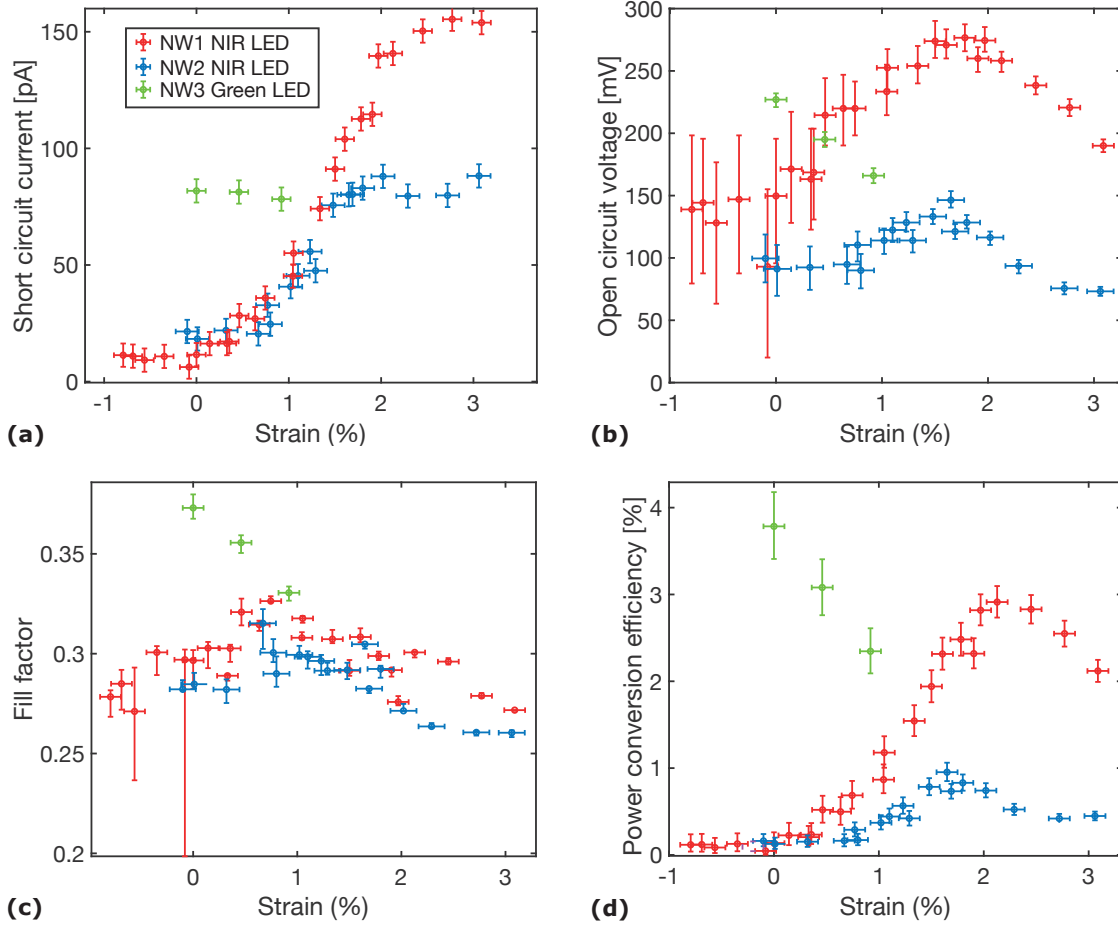 150
100
50
0
Short circuit current [pA]
NW1 NIR LED
NW2 NIR LED
NW3 Green LED
-1 0 1 2 3
Strain (%)
(a)
300
250
200
150
100
50
0
Open circuit voltage [mV]
-1 0 1 2 3
Strain (%)
(b)
0.35
0.3
0.25
0.2
Fill factor
0 1 2 3
Strain (%)
(c)
4
3
2
1
0
Power conversion efficiency [%]
-1 0 1 2 3
Strain (%)
(d)